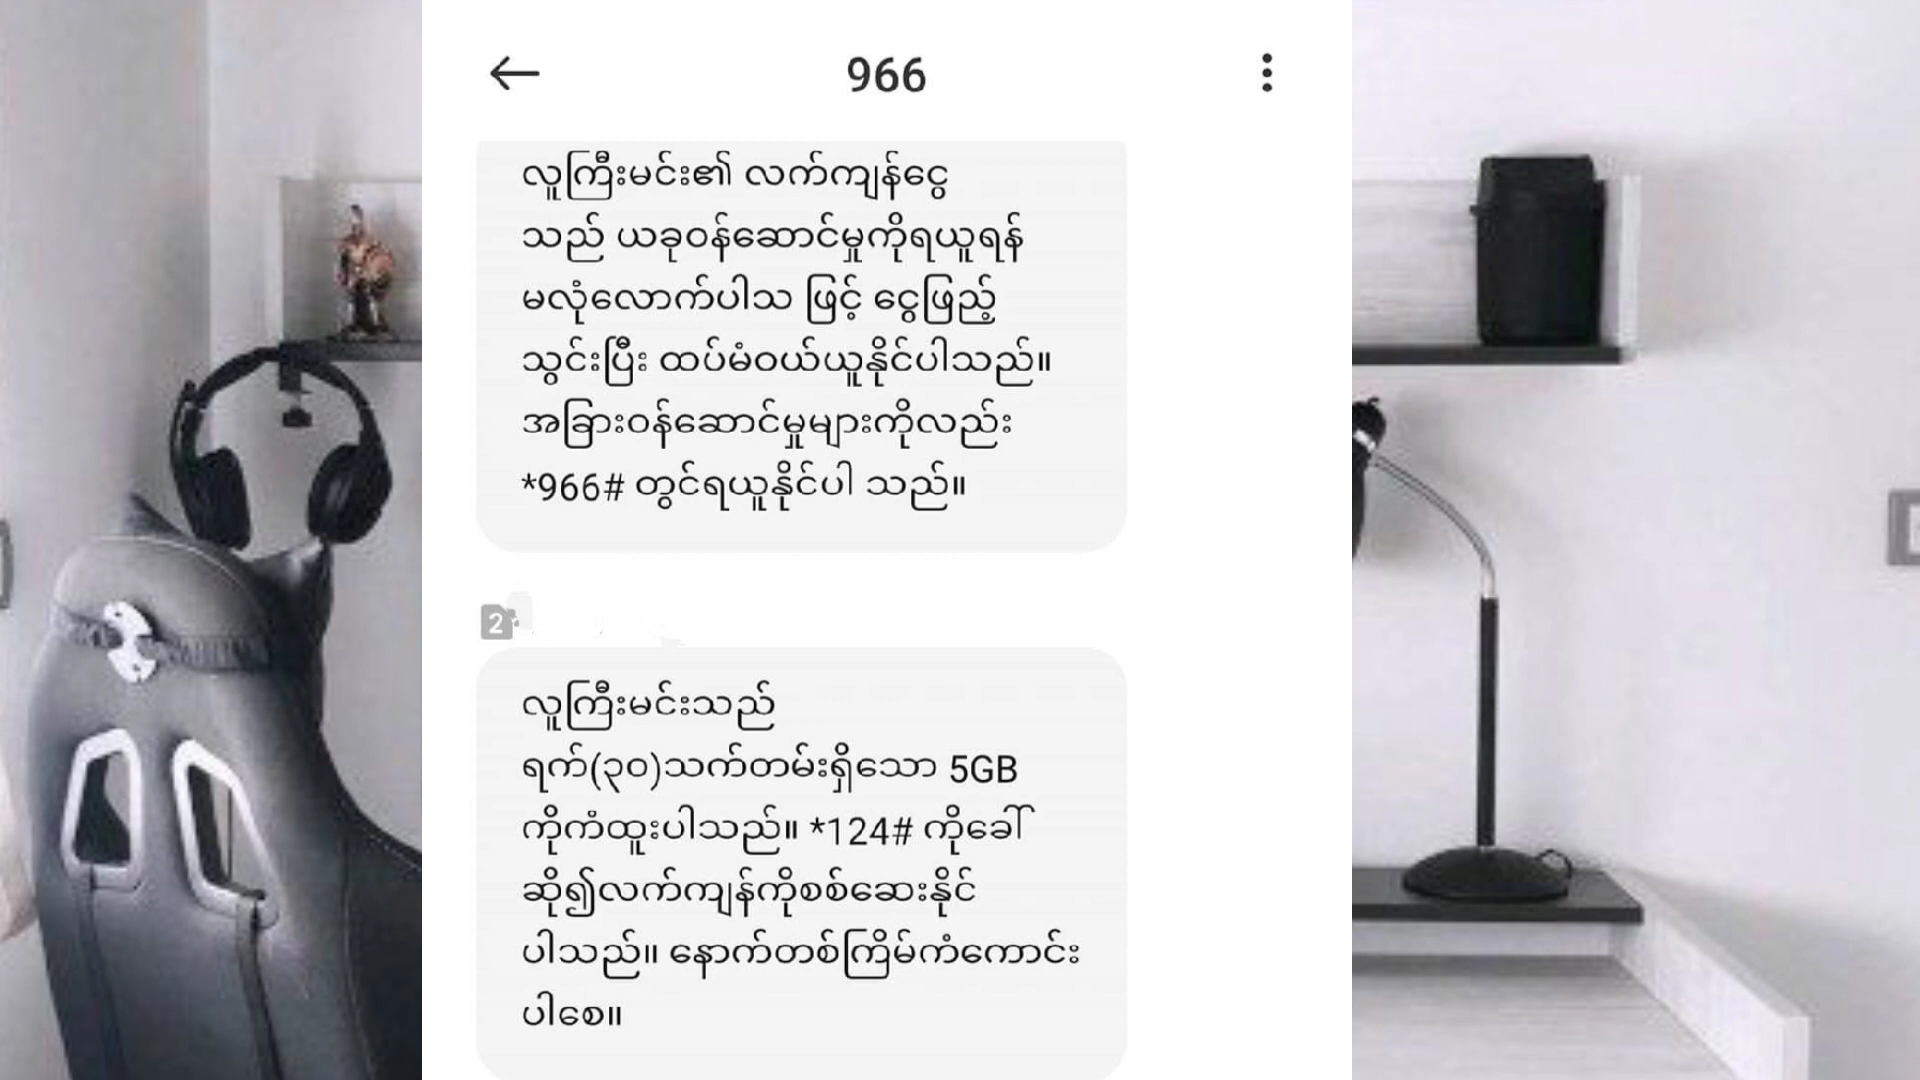 966
လူကြီးမင်း၏ လက်ကျန်ငွေ
သည် ယခုဝန်ဆောင်မှုကိုရယူရန်
မလုံလောက်ပါသ ဖြင့် ငွေဖြည့်
သွင်းပြီး ထပ်မံဝယ်ယူနိုင်ပါသည်။
အခြားဝန်ဆောင်မှုများကိုလည်း
*966# တွင်ရယူနိုင်ပါ သည်။
2
လူကြီးမင်းသည်
ရက်(၃၀)သက်တမ်းရှိသော 5GB
ကိုကံထူးပါသည်။ *124# ကိုခေါ်
ဆို၍လက်ကျန်ကိုစစ်ဆေးနိုင်
ပါသည်။ နောက်တစ်ကြိမ်ကံကောင်း
ပါစေ။